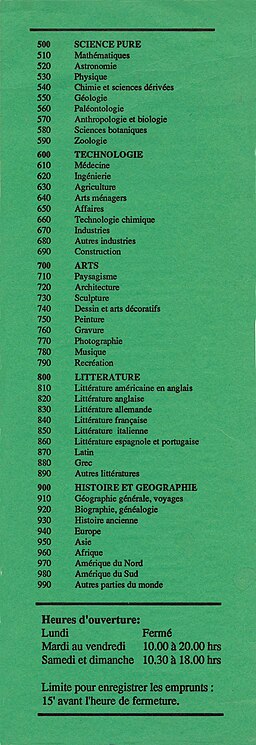 500 SCIENCE PURE
510 Mathématiques
520 Astronomie
530 Physique
540 Chimie et sciences dérivées
550 Géologie
560 Paléontologie
570 Anthropologie et biologie
580 Sciences botaniques
590 Zoologie
600 TECHNOLOGIE
610 Médecine
620 Ingénierie
630 Agriculture
640 Arts ménagers
650 Affaires
660 Technologie chimique
670 Industries
680 Autres industries
690 Construction
700 ARTS
710 Paysagisme
720 Architecture
730 Sculpture
740 Dessin et arts décoratifs
750 Peinture
760 Gravure
770 Photographie
780 Musique
790 Recréation
800 LITTERATURE
810 Littérature américaine en anglais
820 Littérature anglaise
830 Littérature allemande
840 Littérature française
850 Littérature italienne
860 Littérature espagnole et portugaise
870 Latin
880 Grec
890 Autres littératures
900 HISTOIRE ET GEOGRAPHIE
910 Géographie générale, voyages
920 Biographie, généalogie
930 Histoire ancienne
940 Europe
950 Asie
960 Afrique
970 Amérique du Nord
980 Amérique du Sud
990 Autres parties du monde
Heures d'ouverture:
Lundi Fermé
Mardi au vendredi 10.00 à 20.00 hrs
Samedi et dimanche 10.30 à 18.00 hrs
Limite pour enregistrer les emprunts :
15' avant l'heure de fermeture.